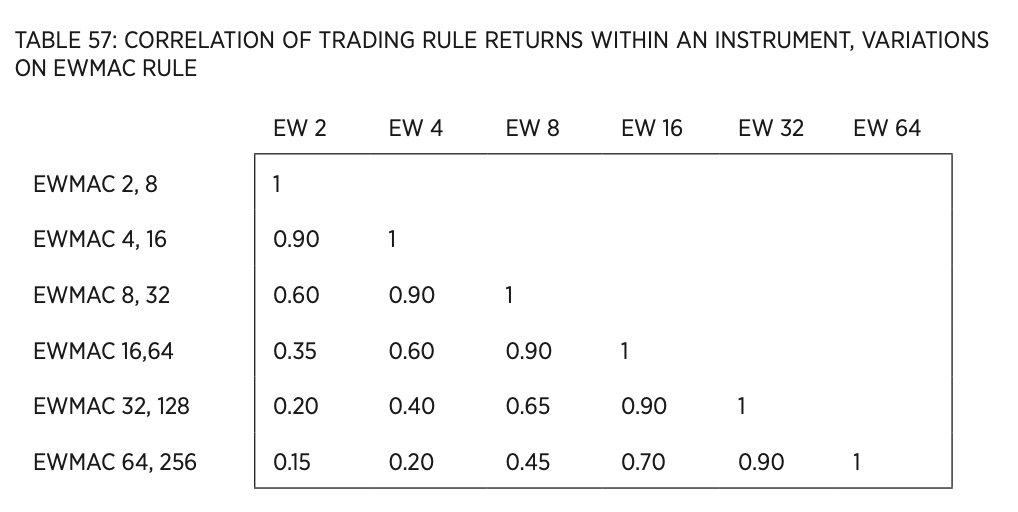 TABLE 57: CORRELATION OF TRADING RULE RETURNS WITHIN AN INSTRUMENT, VARIATIONS
ON EWMAC RULE
EW 2 EW 4 EW 8 EW 16 EW 32 EW 64
EWMAC 2, 8 1
EWMAC 4, 16 0.90 1
EWMAC 8, 32 0.60 0.90 1
EWMAC 16,64 0.35 0.60 0.90 1
EWMAC 32, 128 0.20 0.40 0.65 0.90 1
EWMAC 64, 256 0.15 0.20 0.45 0.70 0.90 1